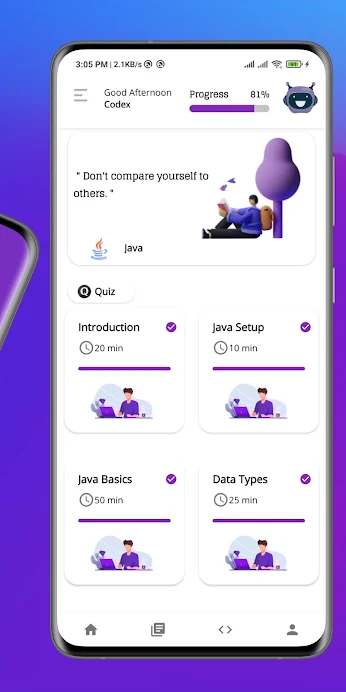 3:05 PM | 2.1KB/s
Good Afternoon
Codex
Progress 81%
" Don't compare yourself to
others. "
Java
Quiz
Introduction
20 min
Java Setup
10 min
Java Basics
50 min
Data Types
25 min